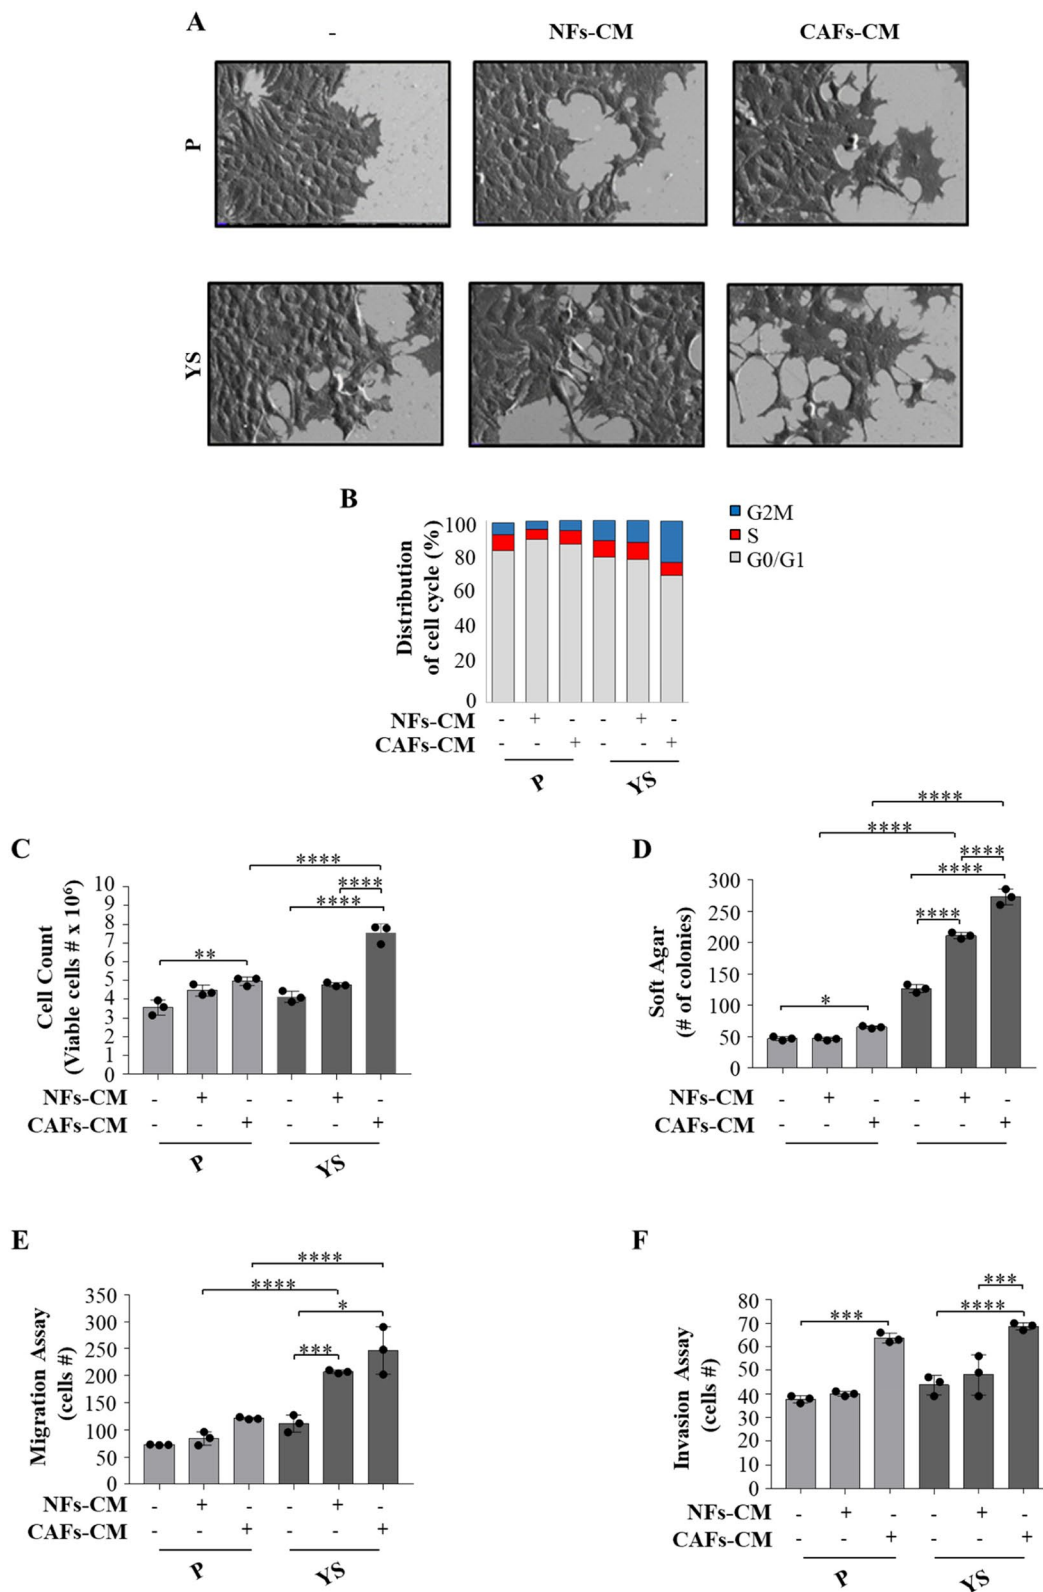 A
- NFs-CM CAFs-CM
P
YS
B
Distribution
of cell cycle (%)
100
80
60
40
20
0
G2M
S
G0/G1
NFs-CM - + - - + -
CAFs-CM - - + - - +
P YS
C
Cell Count
(Viable cells # x 10⁶)
10
9
8
7
6
5
4
3
2
1
0
**
****
****
****
NFs-CM - + - - + -
CAFs-CM - - + - - +
P YS
D
Soft Agar
(# of colonies)
300
250
200
150
100
50
0
*
****
****
****
****
****
NFs-CM - + - - + -
CAFs-CM - - + - - +
E
Migration Assay
(cells #)
350
300
250
200
150
100
50
0
****
****
*
***
NFs-CM - + - - + -
CAFs-CM - - + - - +
P YS
F
Invasion Assay
(cells #)
80
70
60
50
40
30
20
10
0
***
***
****
NFs-CM - + - - + -
CAFs-CM - - + - - +
P YS